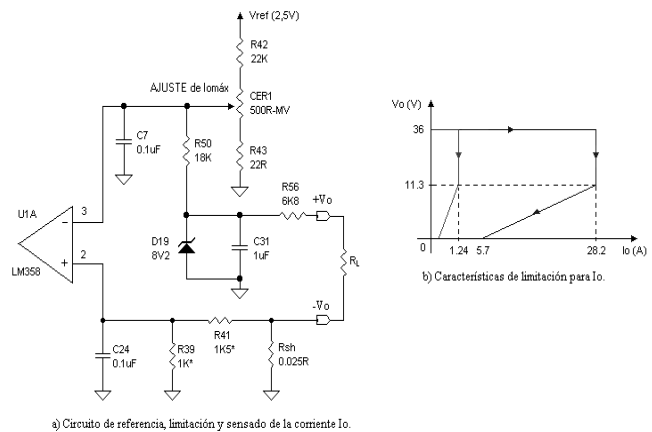 Vref (2,5V)
R42
22K
AJUSTE de Iomáx
CER1
500R-MV
C7
0.1uF
R50
18K
R43
22R
R56
6K8
+Vo
U1A
3
-
2
+
LM358
D19
8V2
C31
1uF
RL
-Vo
R41
1K5*
C24
0.1uF
R39
1K*
Rsh
0.025R
a) Circuito de referencia, limitación y sensado de la corriente Io.
Vo (V)
36
11.3
0
1.24
5.7
28.2
Io (A)
b) Características de limitación para Io.